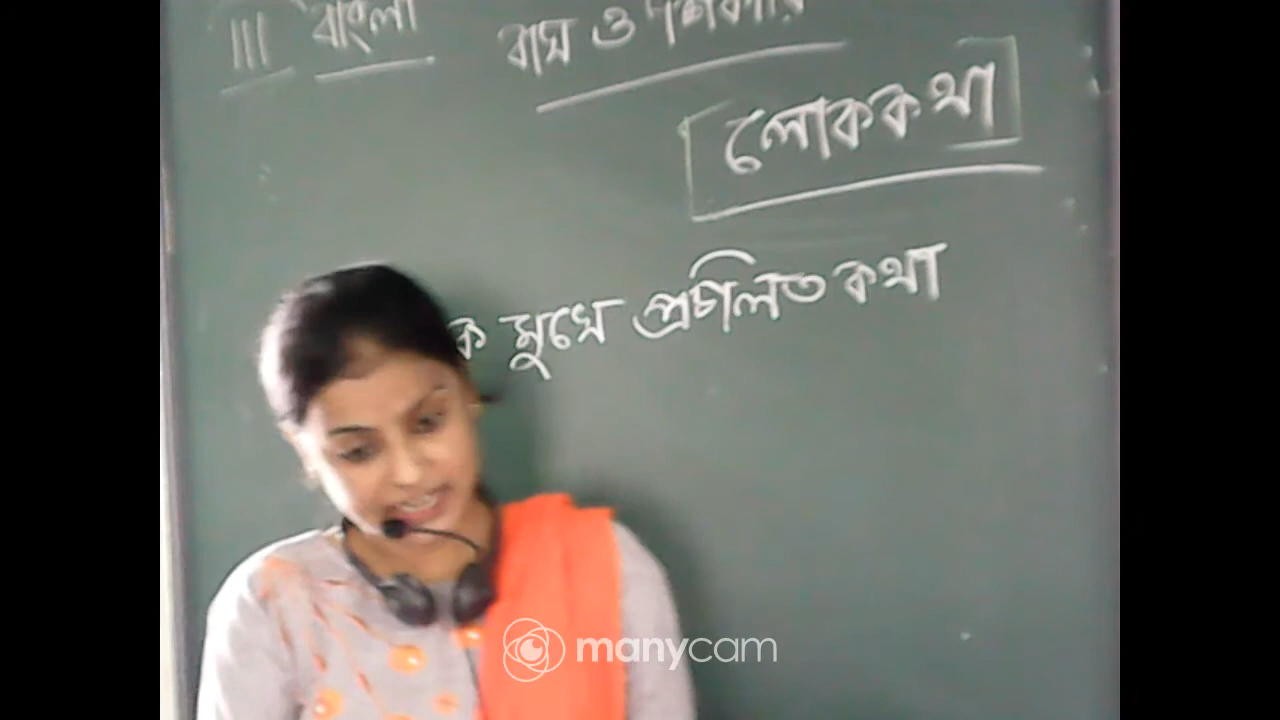 III বাংলা বাঘ ও শিকারি
লোককথা
ক মুখে প্রচলিত কথা
manycam